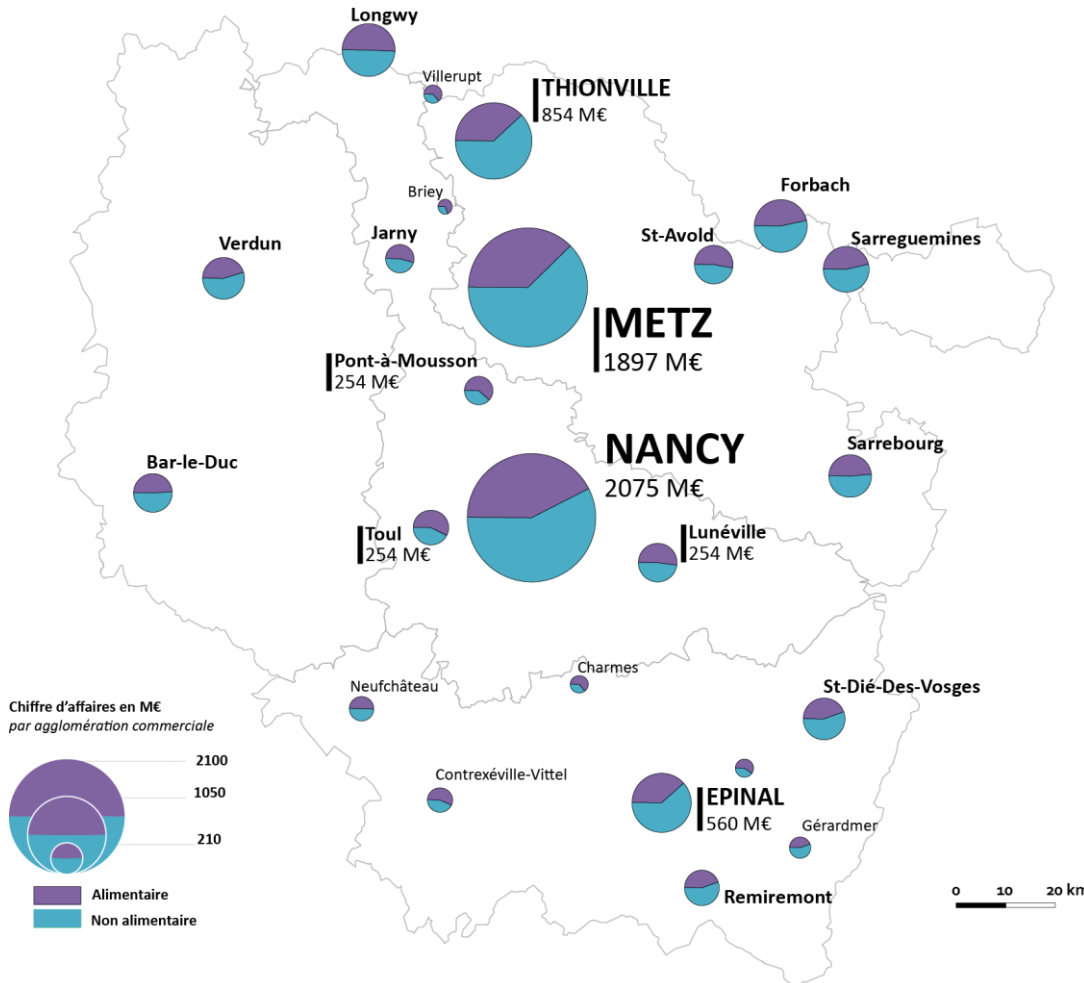 Longwy
Villerupt
THIONVILLE
854 M€
Briey
Forbach
Jarny
St-Avold
Sarreguemines
Verdun
METZ
1897 M€
Pont-à-Mousson
254 M€
NANCY
2075 M€
Sarrebourg
Bar-le-Duc
Toul
254 M€
Lunéville
254 M€
Charmes
Neufchâteau
St-Dié-Des-Vosges
Chiffre d'affaires en M€
par agglomération commerciale
2100
1050
210
Contrexéville-Vittel
EPINAL
560 M€
Gérardmer
Remiremont
Alimentaire
Non alimentaire
0 10 20 km